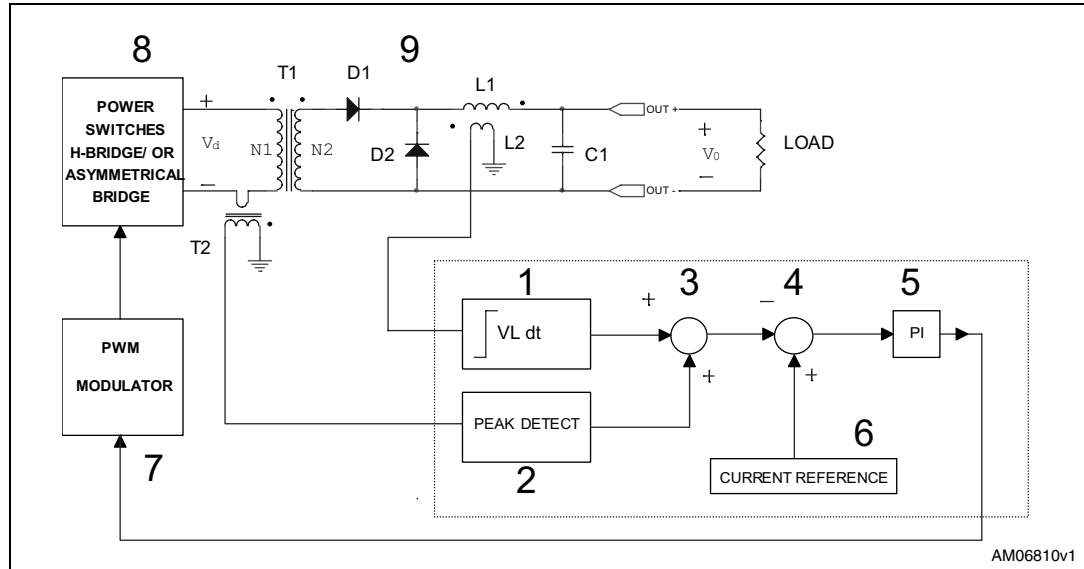 8
9
T1
D1
L1
POWER
SWITCHES
H-BRIDGE/ OR
ASYMMETRICAL
BRIDGE
+
Vd
−
N1
N2
D2
L2
C1
OUT +
OUT -
+
V0
−
LOAD
T2
1
VL dt
+
3
+
−
4
+
5
PI
PWM
MODULATOR
7
PEAK DETECT
2
6
CURRENT REFERENCE
AM06810v1